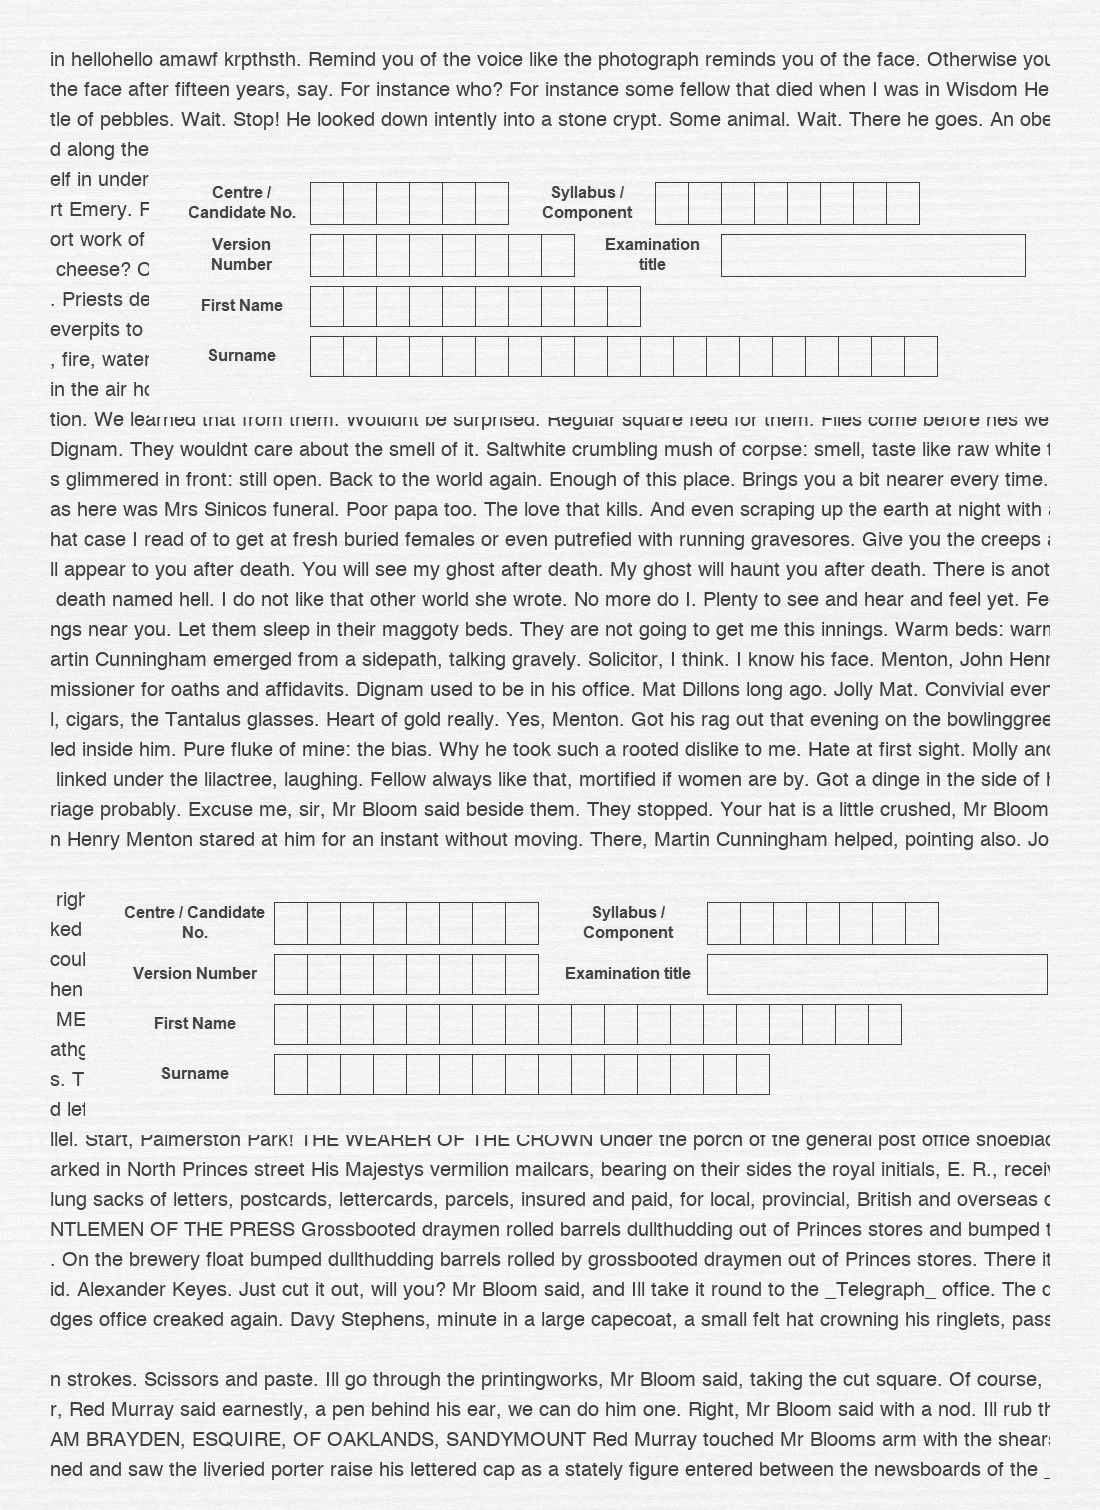 in hellohello amawf krpthsth. Remind you of the voice like the photograph reminds you of the face. Otherwise you
the face after fifteen years, say. For instance who? For instance some fellow that died when I was in Wisdom He
tle of pebbles. Wait. Stop! He looked down intently into a stone crypt. Some animal. Wait. There he goes. An obe
d along the
elf in under
rt Emery.
ort work of
cheese?
. Priests de
everpits to
, fire, water
in the air
Centre / Candidate No.
Syllabus / Component
Version Number
Examination title
First Name
Surname
tion. We learned that from them. Wouldnt be surprised. Regular square feed for them. Flies come before hes we
Dignam. They wouldnt care about the smell of it. Saltwhite crumbling mush of corpse: smell, taste like raw white
s glimmered in front: still open. Back to the world again. Enough of this place. Brings you a bit nearer every time.
as here was Mrs Sinicos funeral. Poor papa too. The love that kills. And even scraping up the earth at night with
hat case I read of to get at fresh buried females or even putrefied with running gravesores. Give you the creeps
ll appear to you after death. You will see my ghost after death. My ghost will haunt you after death. There is anot
death named hell. I do not like that other world she wrote. No more do I. Plenty to see and hear and feel yet. Fe
ngs near you. Let them sleep in their maggoty beds. They are not going to get me this innings. Warm beds: warm
artin Cunningham emerged from a sidepath, talking gravely. Solicitor, I think. I know his face. Menton, John Henr
missioner for oaths and affidavits. Dignam used to be in his office. Mat Dillons long ago. Jolly Mat. Convivial even
l, cigars, the Tantalus glasses. Heart of gold really. Yes, Menton. Got his rag out that evening on the bowlinggree
led inside him. Pure fluke of mine: the bias. Why he took such a rooted dislike to me. Hate at first sight. Molly and
linked under the lilactree, laughing. Fellow always like that, mortified if women are by. Got a dinge in the side of
riage probably. Excuse me, sir, Mr Bloom said beside them. They stopped. Your hat is a little crushed, Mr Bloom
n Henry Menton stared at him for an instant without moving. There, Martin Cunningham helped, pointing also. Jo
righ
ked
coul
hen
ME
athg
s. T
d lef
Centre / Candidate No.
Syllabus / Component
Version Number
Examination title
First Name
Surname
llel. Start, Palmerston Park! THE WEARER OF THE CROWN Under the porch of the general post office shoeblac
arked in North Princes street His Majestys vermilion mailcars, bearing on their sides the royal initials, E. R., receiv
lung sacks of letters, postcards, lettercards, parcels, insured and paid, for local, provincial, British and overseas
NTLEMEN OF THE PRESS Grossbooted draymen rolled barrels dullthudding out of Princes stores and bumped
. On the brewery float bumped dullthudding barrels rolled by grossbooted draymen out of Princes stores. There it
id. Alexander Keyes. Just cut it out, will you? Mr Bloom said, and Ill take it round to the _Telegraph_ office. The
dges office creaked again. Davy Stephens, minute in a large capecoat, a small felt hat crowning his ringlets, pass
n strokes. Scissors and paste. Ill go through the printingworks, Mr Bloom said, taking the cut square. Of course,
r, Red Murray said earnestly, a pen behind his ear, we can do him one. Right, Mr Bloom said with a nod. Ill rub th
AM BRAYDEN, ESQUIRE, OF OAKLANDS, SANDYMOUNT Red Murray touched Mr Blooms arm with the shears
ned and saw the liveried porter raise his lettered cap as a stately figure entered between the newsboards of the _